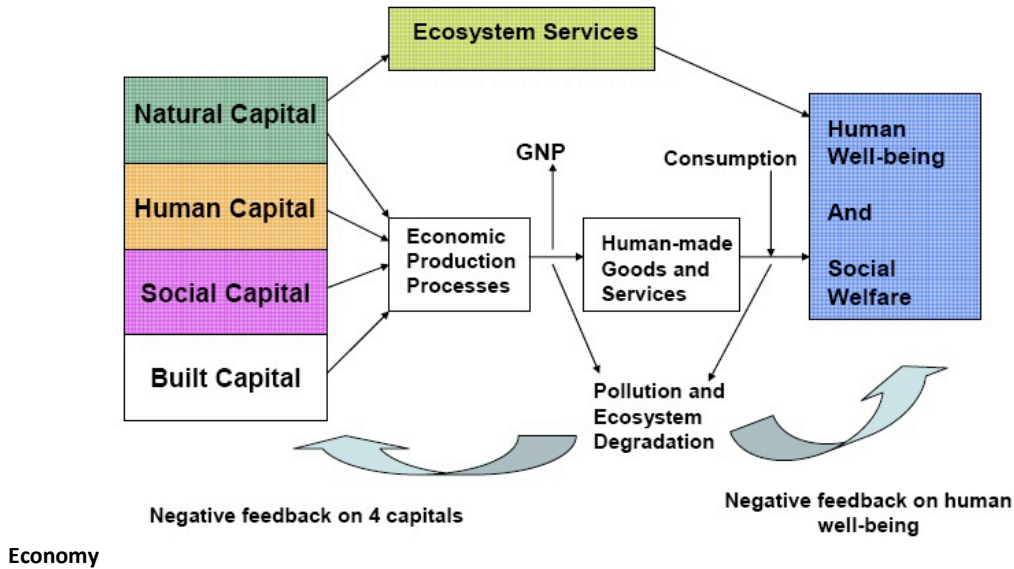 Ecosystem Services
Natural Capital
Human Capital
Social Capital
Built Capital
GNP
Consumption
Economic
Production
Processes
Human-made
Goods and
Services
Human
Well-being
And
Social
Welfare
Pollution and
Ecosystem
Degradation
Negative feedback on 4 capitals
Negative feedback on human
well-being
Economy